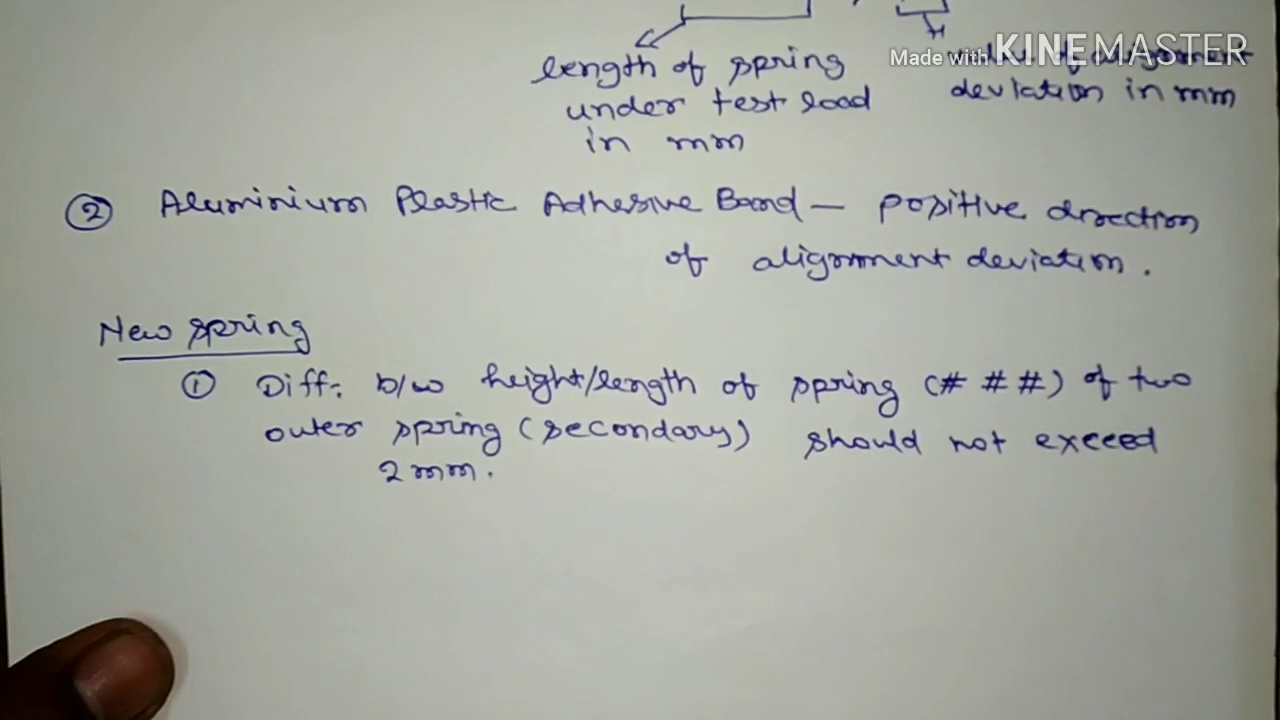 Made with KINEMASTER
length of spring
under test load
in mm
of alignment
deviation in mm
② Aluminium Plastic Adhesive Band - positive direction
of alignment deviation.
New spring
① Diff: b/w height/length of spring (# # #) of two
outer spring (secondary) should not exceed
2 mm.